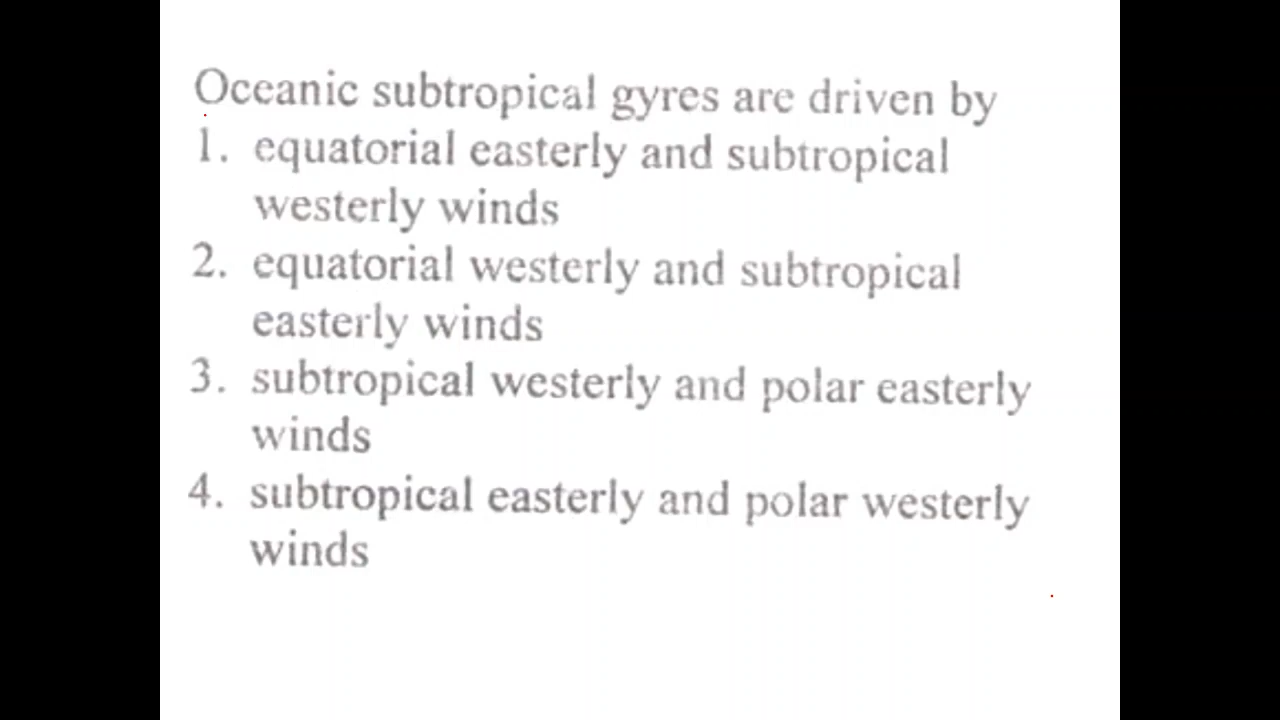 Oceanic subtropical gyres are driven by
1. equatorial easterly and subtropical
westerly winds
2. equatorial westerly and subtropical
easterly winds
3. subtropical westerly and polar easterly
winds
4. subtropical easterly and polar westerly
winds